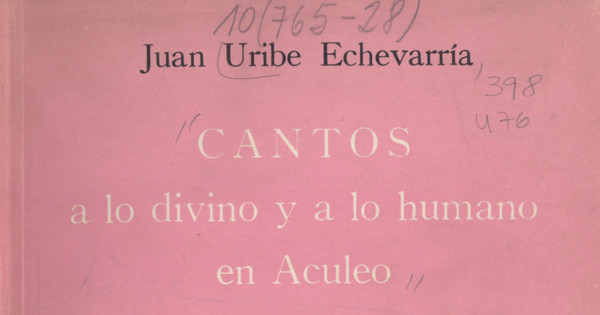 10(765-28)
Juan Uribe Echevarría
398
U76
"CANTOS
a lo divino y a lo humano
en Aculeo"